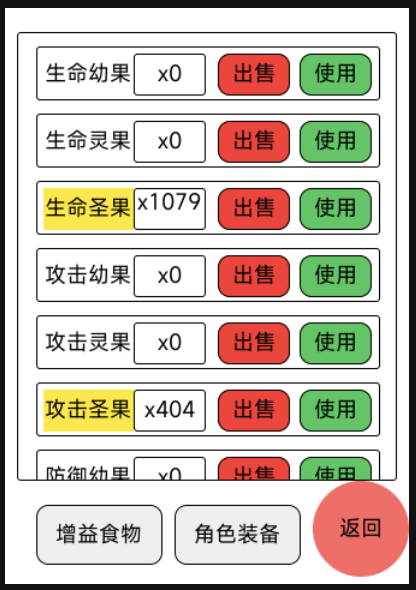 生命幼果 x0 出售 使用
生命灵果 x0 出售 使用
生命圣果 x1079 出售 使用
攻击幼果 x0 出售 使用
攻击灵果 x0 出售 使用
攻击圣果 x404 出售 使用
防御幼果 x0 出售 使用
增益食物 角色装备 返回